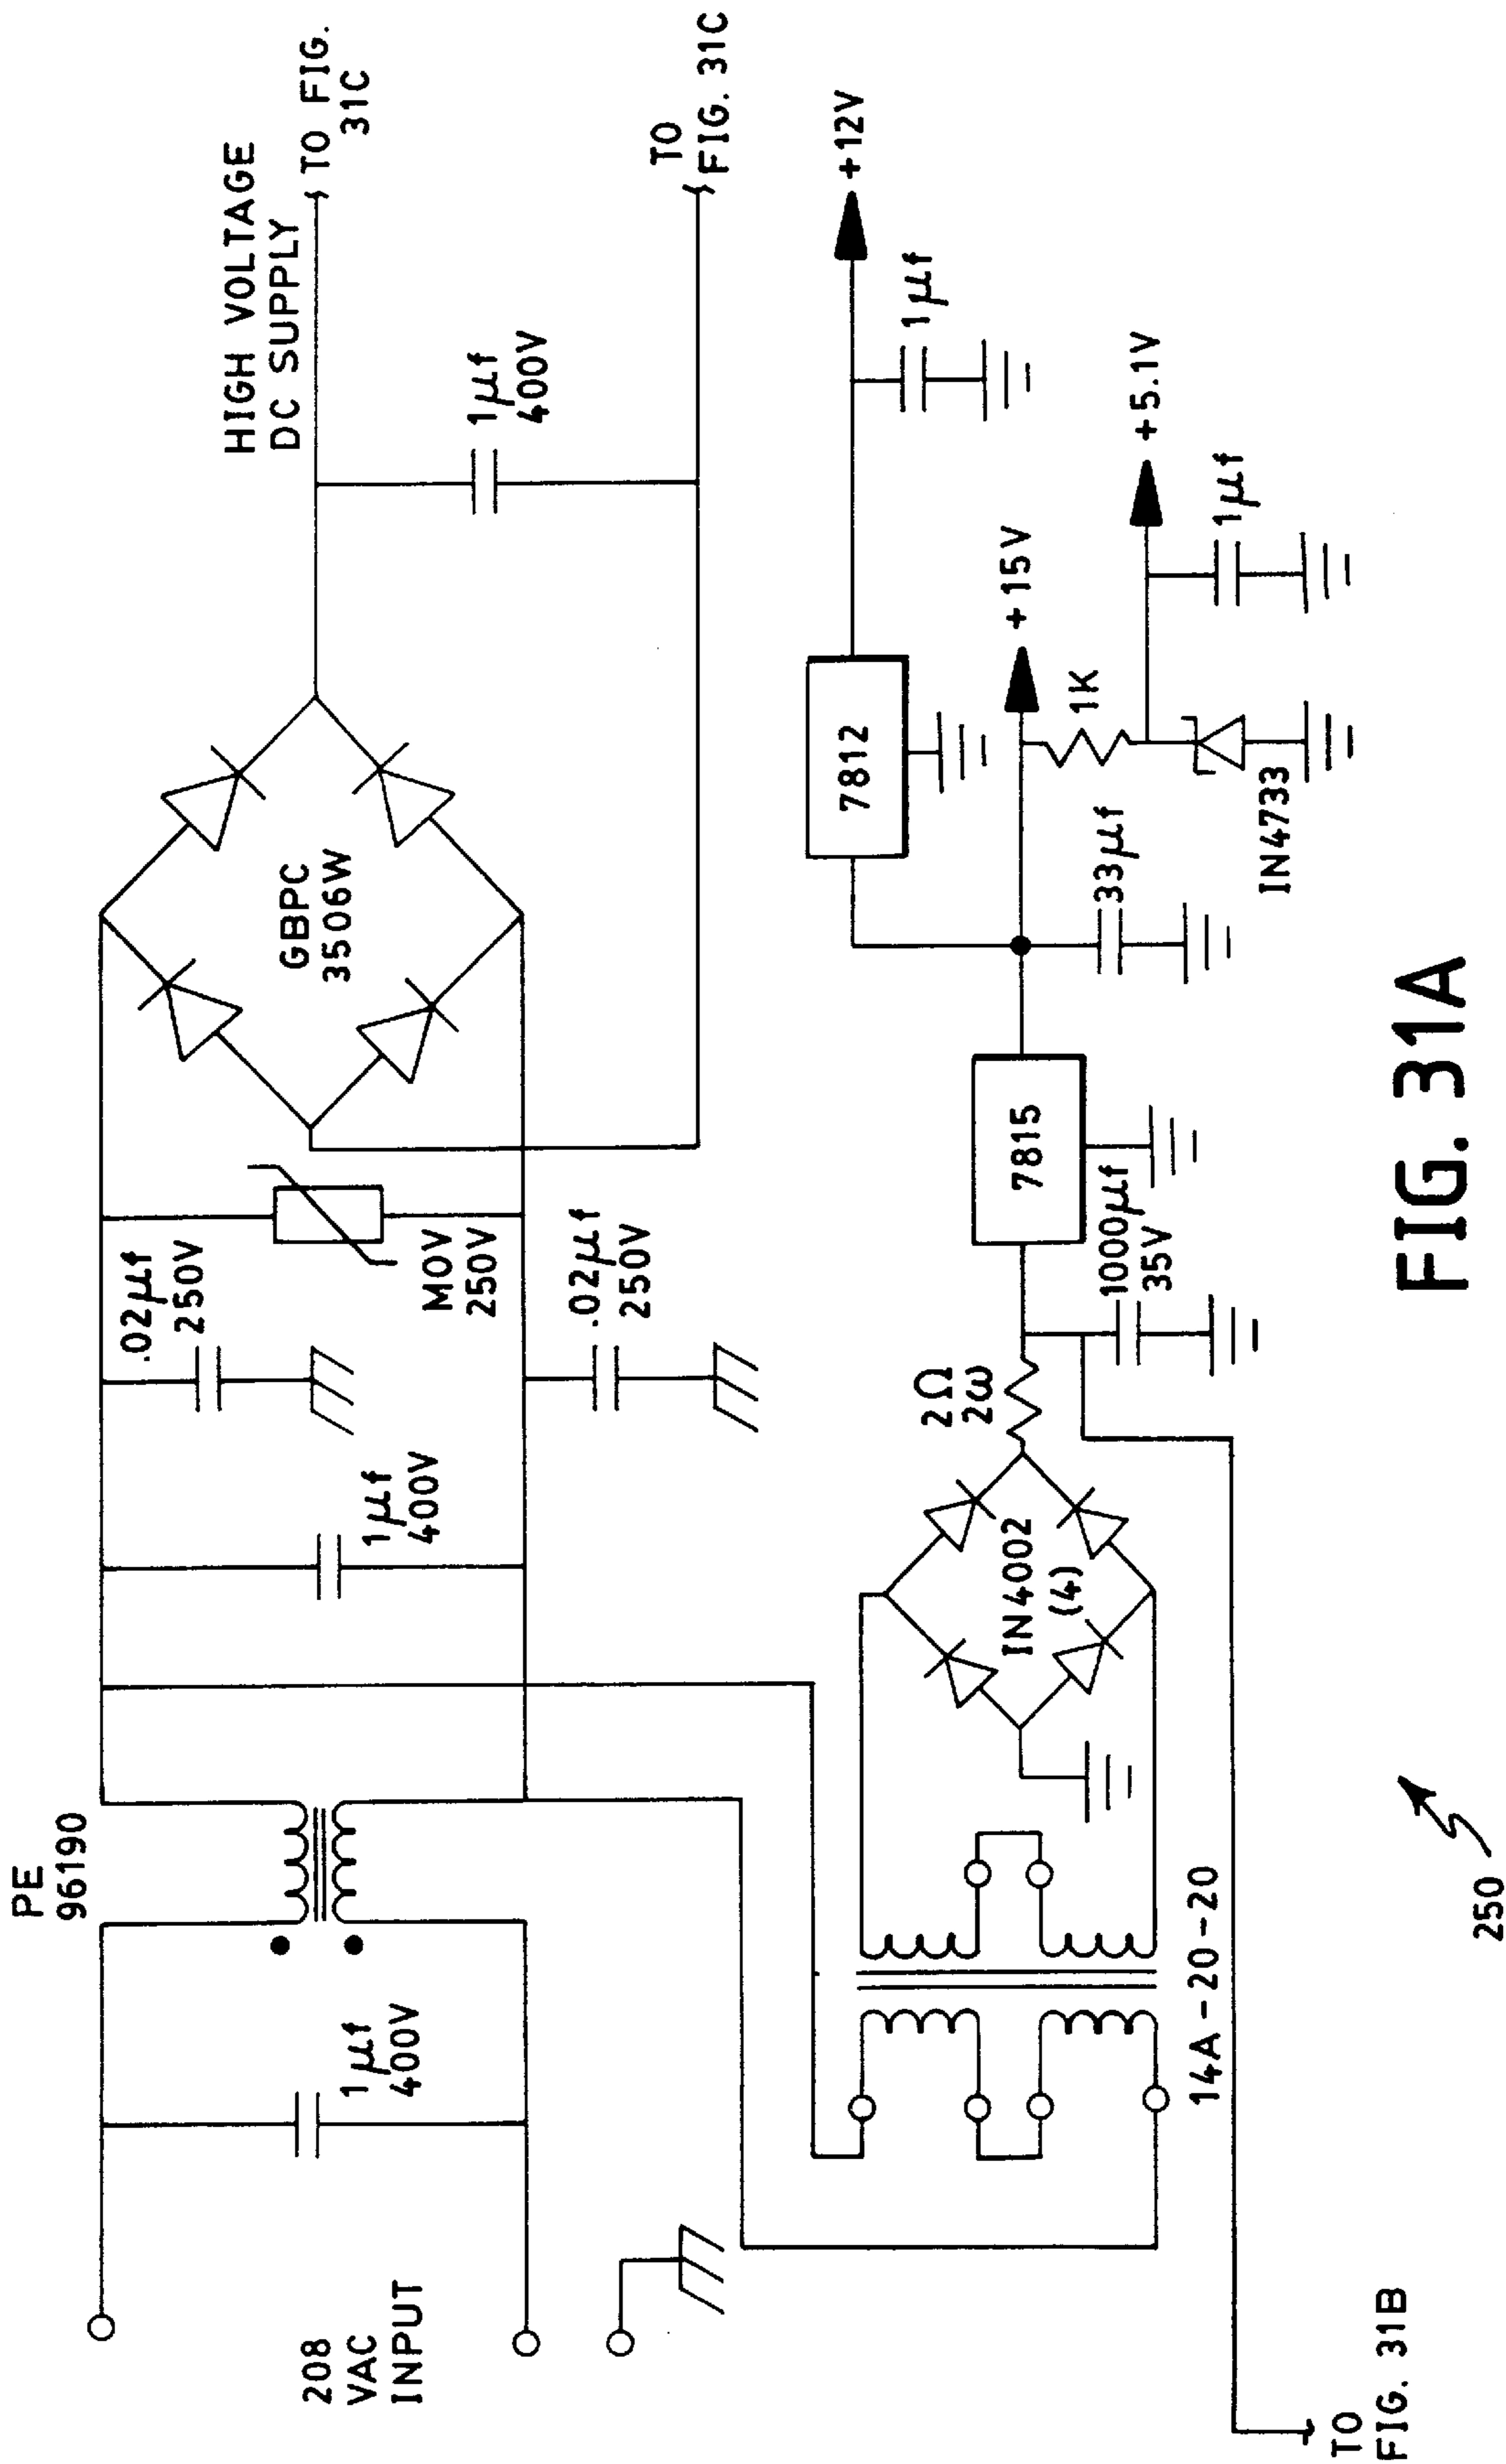 PE
96190
208
VAC
INPUT
1µf
400V
1µf
400V
.02µf
250V
MOV
250V
.02µf
250V
GBPC
3506W
HIGH VOLTAGE
DC SUPPLY
TO FIG.
31C
1µf
400V
TO
FIG. 31C
14A-20-20
IN4002
(4)
2Ω
2ω
1000µf
35V
7815
7812
33µf
+12V
1µf
+15V
1K
IN4733
+5.1V
1µf
TO
FIG. 31B
250
FIG. 31A